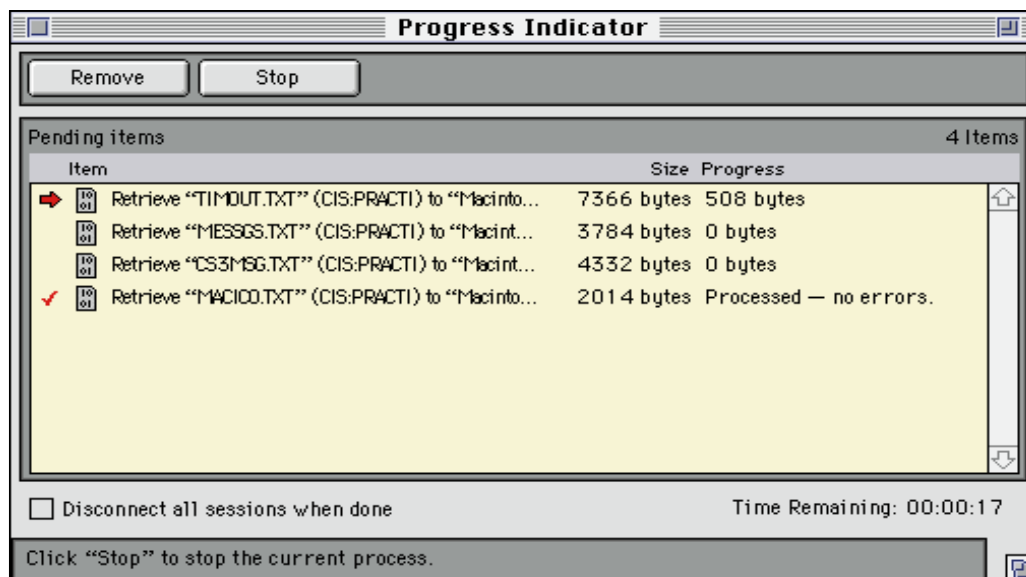 Progress Indicator
Remove Stop
Pending items 4 Items
Item Size Progress
Retrieve “TIMOUT.TXT” (CIS:PRACTI) to “Macinto... 7366 bytes 508 bytes
Retrieve “MESSGS.TXT” (CIS:PRACTI) to “Macint... 3784 bytes 0 bytes
Retrieve “CS3MSG.TXT” (CIS:PRACTI) to “Macint... 4332 bytes 0 bytes
Retrieve “MACICO.TXT” (CIS:PRACTI) to “Macinto... 2014 bytes Processed — no errors.
Disconnect all sessions when done Time Remaining: 00:00:17
Click “Stop” to stop the current process.